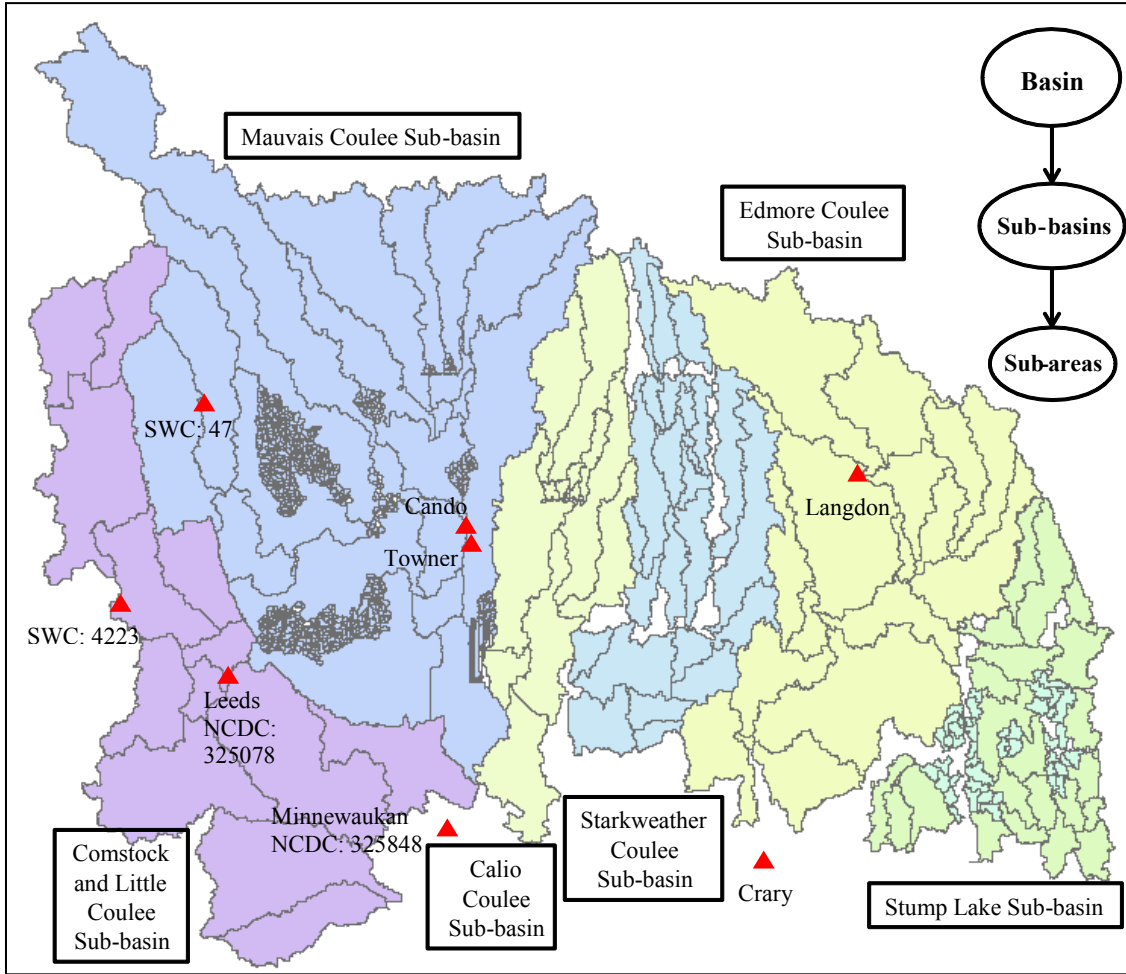 Basin
Mauvais Coulee Sub-basin
Edmore Coulee
Sub-basin
Sub-basins
Sub-areas
SWC: 47
Cando
Towner
Langdon
SWC: 4223
Leeds
NCDC:
325078
Minnewaukan
NCDC: 325848
Comstock
and Little
Coulee
Sub-basin
Calio
Coulee
Sub-basin
Starkweather
Coulee
Sub-basin
Crary
Stump Lake Sub-basin